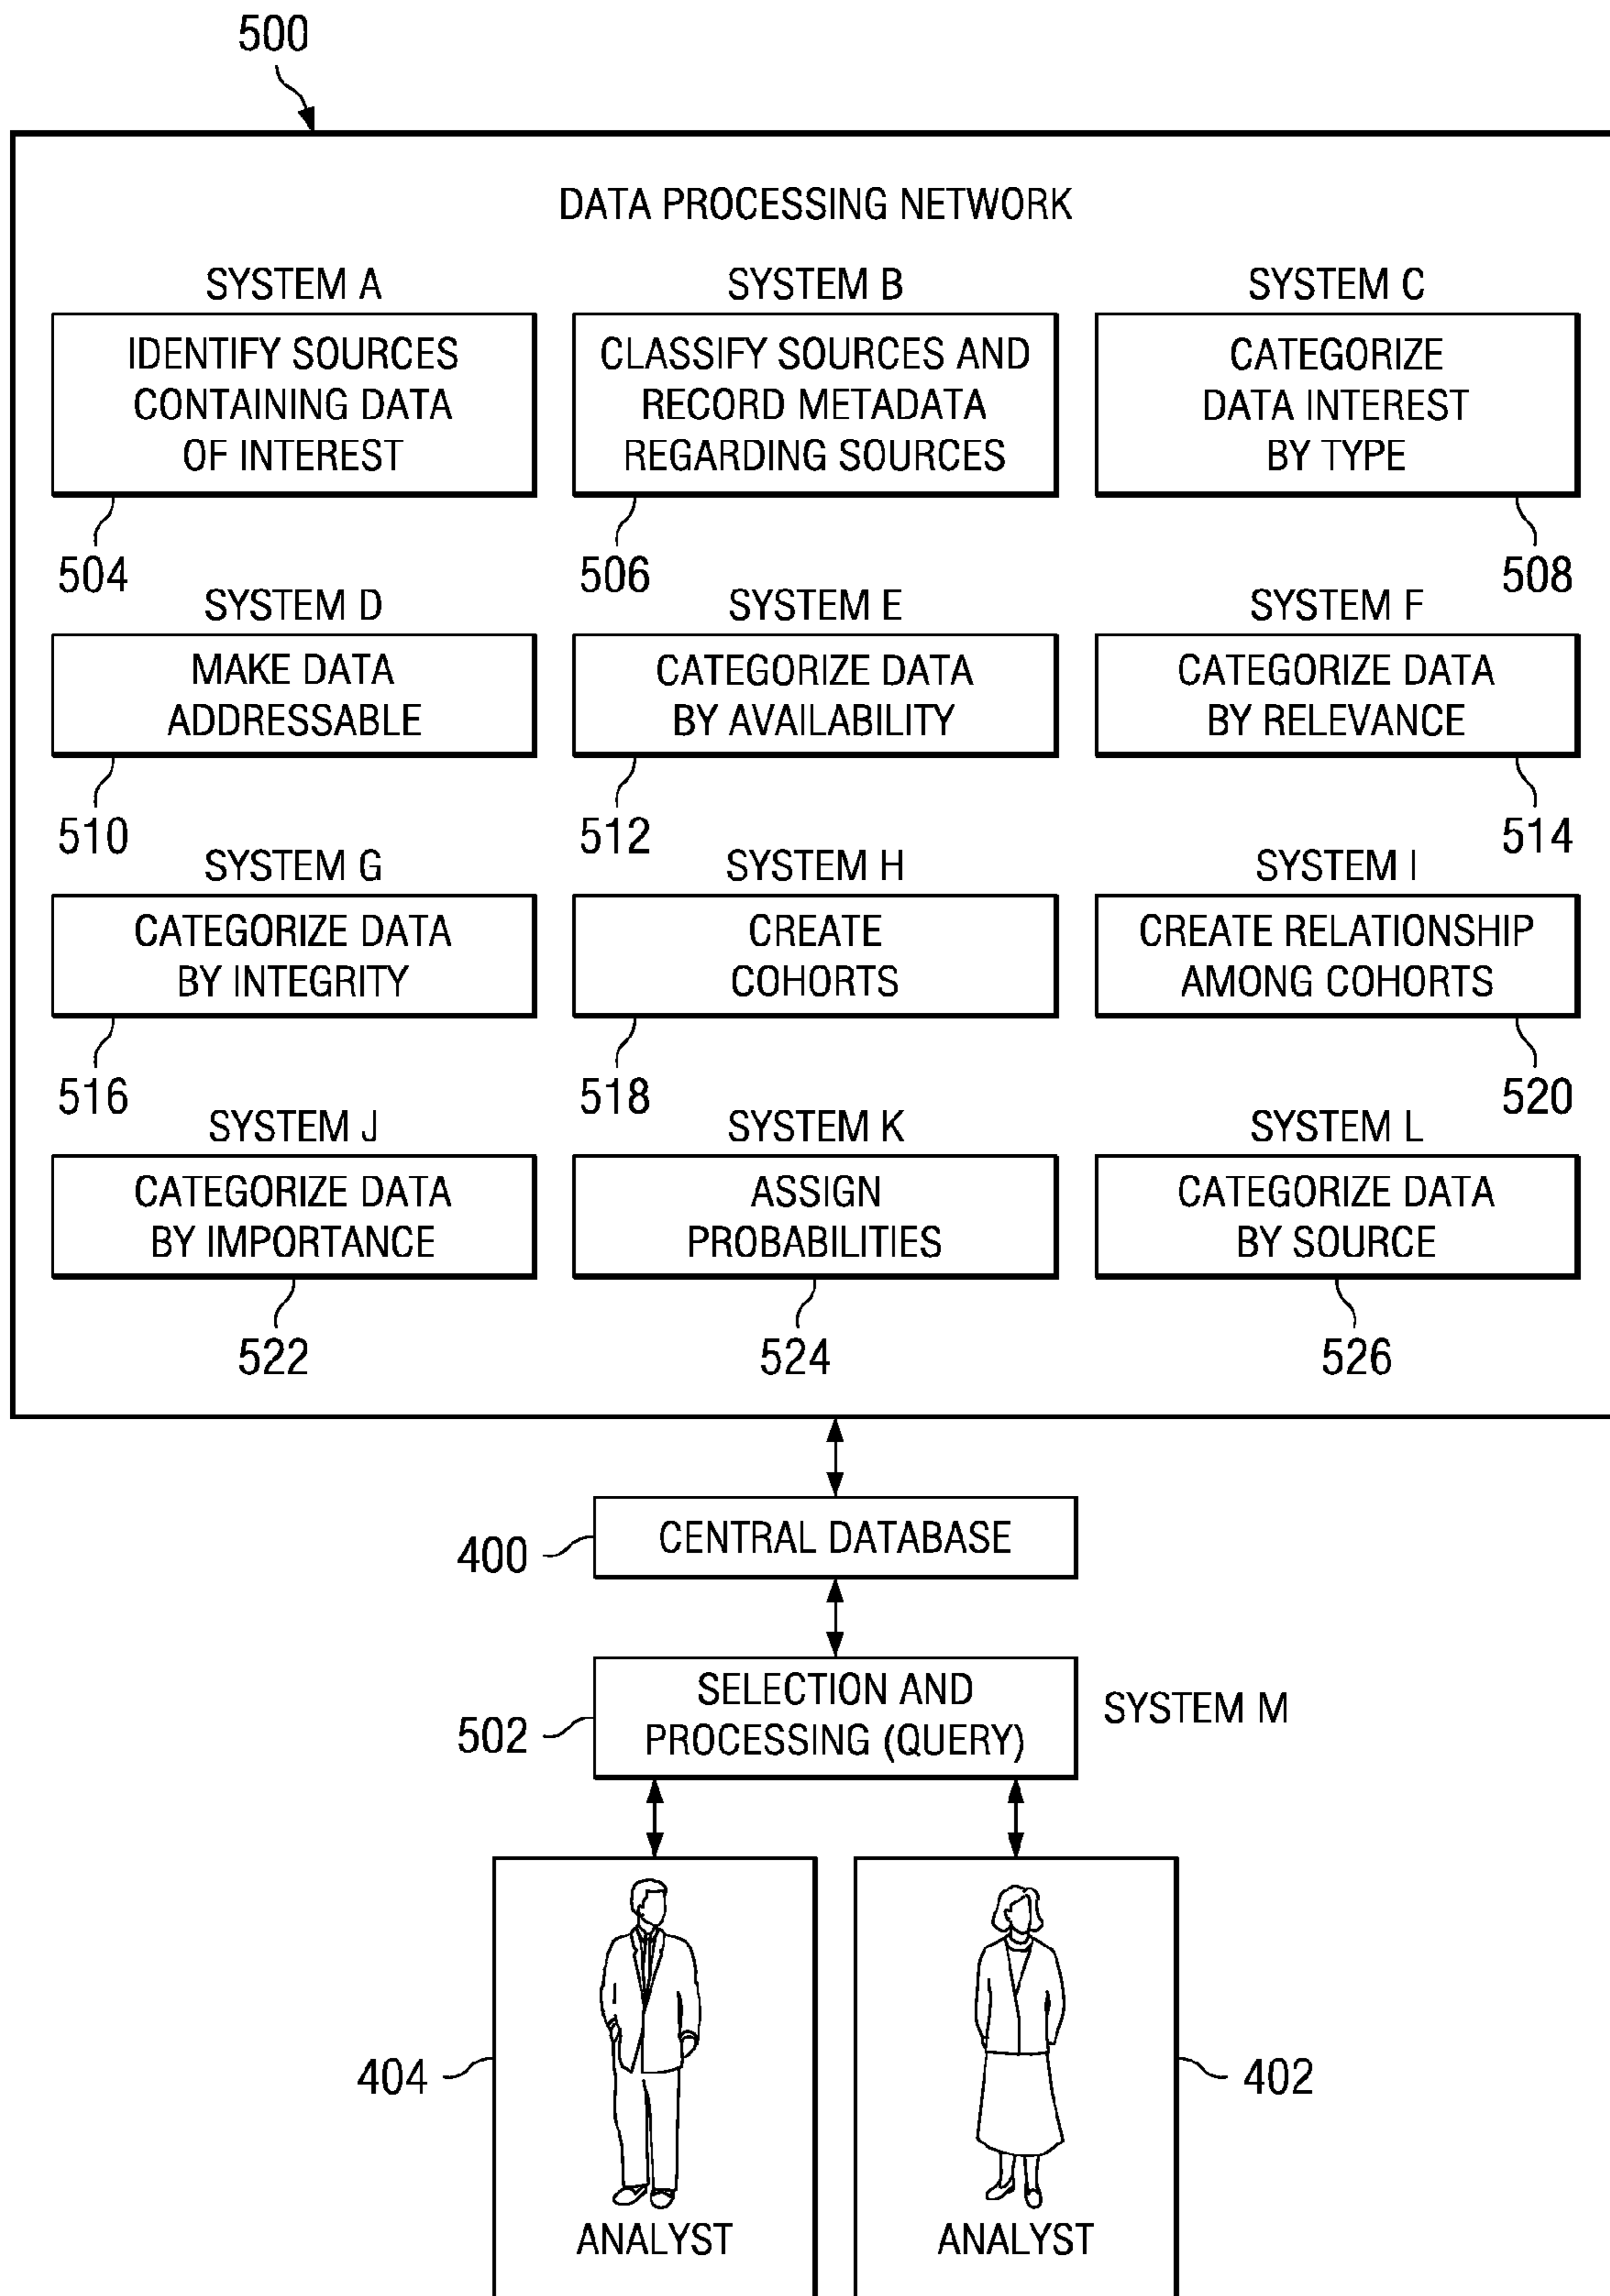 500
DATA PROCESSING NETWORK
SYSTEM A
IDENTIFY SOURCES
CONTAINING DATA
OF INTEREST
504
SYSTEM B
CLASSIFY SOURCES AND
RECORD METADATA
REGARDING SOURCES
506
SYSTEM C
CATEGORIZE
DATA INTEREST
BY TYPE
508
SYSTEM D
MAKE DATA
ADDRESSABLE
510
SYSTEM E
CATEGORIZE DATA
BY AVAILABILITY
512
SYSTEM F
CATEGORIZE DATA
BY RELEVANCE
514
SYSTEM G
CATEGORIZE DATA
BY INTEGRITY
516
SYSTEM H
CREATE
COHORTS
518
SYSTEM I
CREATE RELATIONSHIP
AMONG COHORTS
520
SYSTEM J
CATEGORIZE DATA
BY IMPORTANCE
522
SYSTEM K
ASSIGN
PROBABILITIES
524
SYSTEM L
CATEGORIZE DATA
BY SOURCE
526
400
CENTRAL DATABASE
502
SELECTION AND
PROCESSING (QUERY)
SYSTEM M
404
ANALYST
402
ANALYST